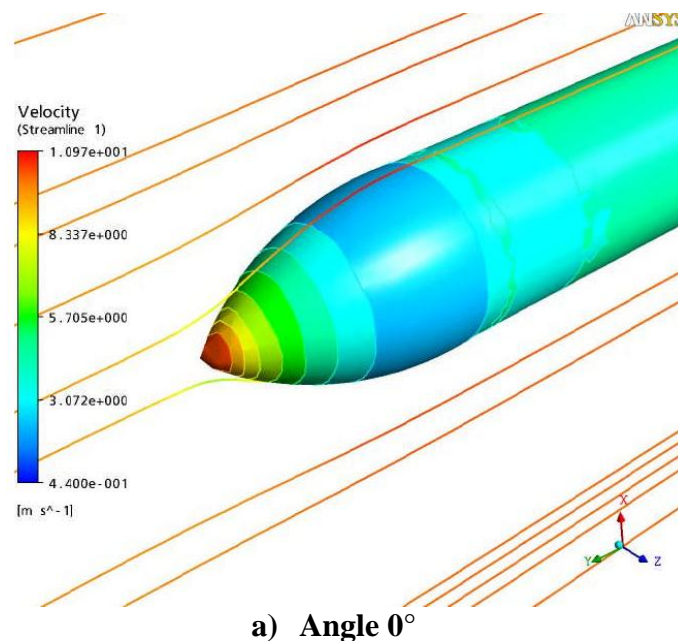 ANSYS
Velocity
(Streamline 1)
1.097e+001
8.337e+000
5.705e+000
3.072e+000
4.400e-001
[m s^-1]
X
Y
Z
a) Angle 0°